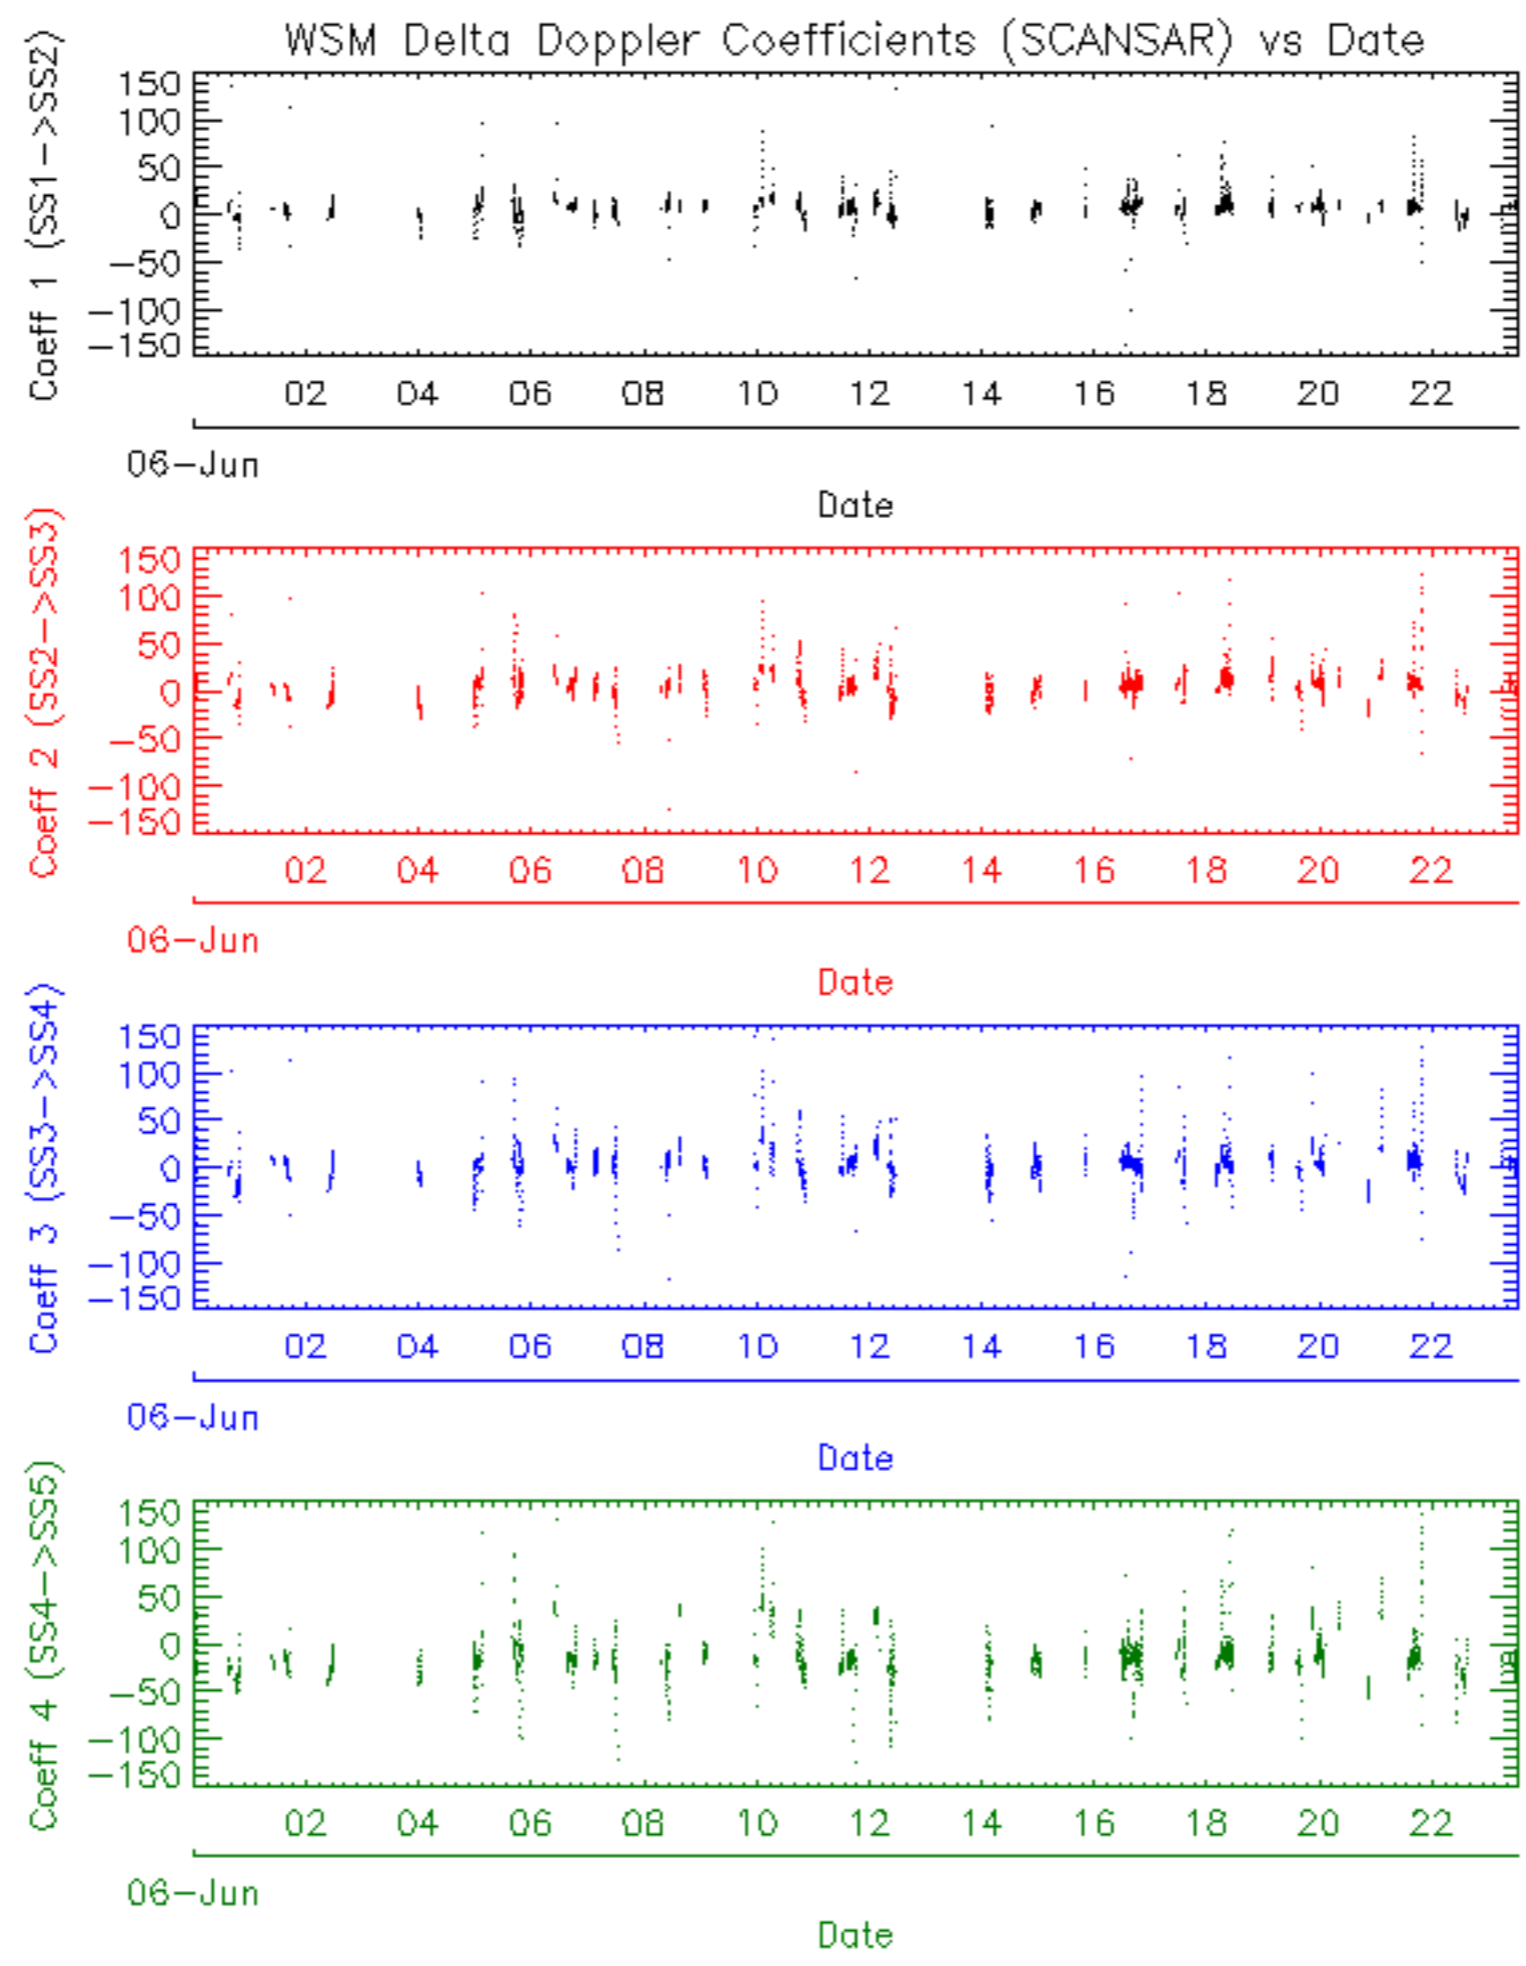 WSM Delta Doppler Coefficients (SCANSAR) vs Date
Coeff 1 (SS1->SS2)
150
100
50
0
-50
-100
-150
02 04 06 08 10 12 14 16 18 20 22
06-Jun
Date
Coeff 2 (SS2->SS3)
150
100
50
0
-50
-100
-150
02 04 06 08 10 12 14 16 18 20 22
06-Jun
Date
Coeff 3 (SS3->SS4)
150
100
50
0
-50
-100
-150
02 04 06 08 10 12 14 16 18 20 22
06-Jun
Date
Coeff 4 (SS4->SS5)
150
100
50
0
-50
-100
-150
02 04 06 08 10 12 14 16 18 20 22
06-Jun
Date